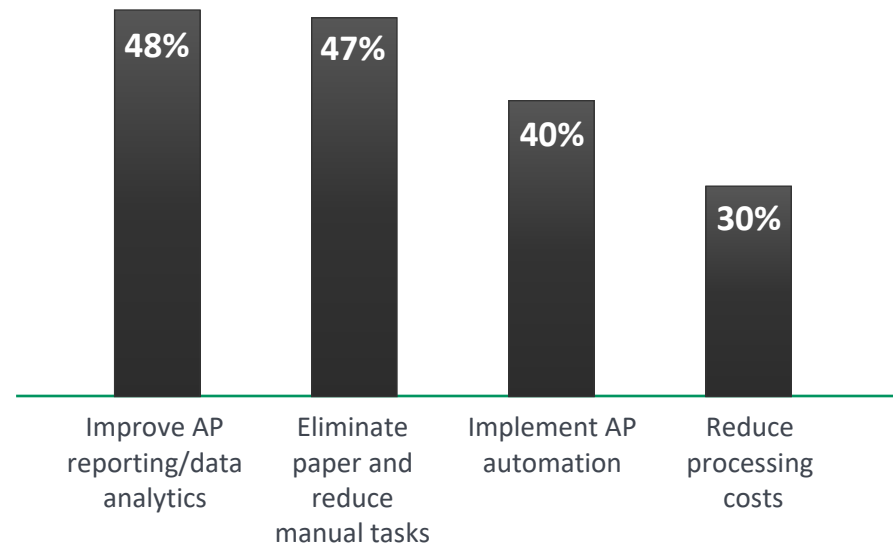 48%
47%
40%
30%
Improve AP
reporting/data
analytics
Eliminate
paper and
reduce
manual tasks
Implement AP
automation
Reduce
processing
costs